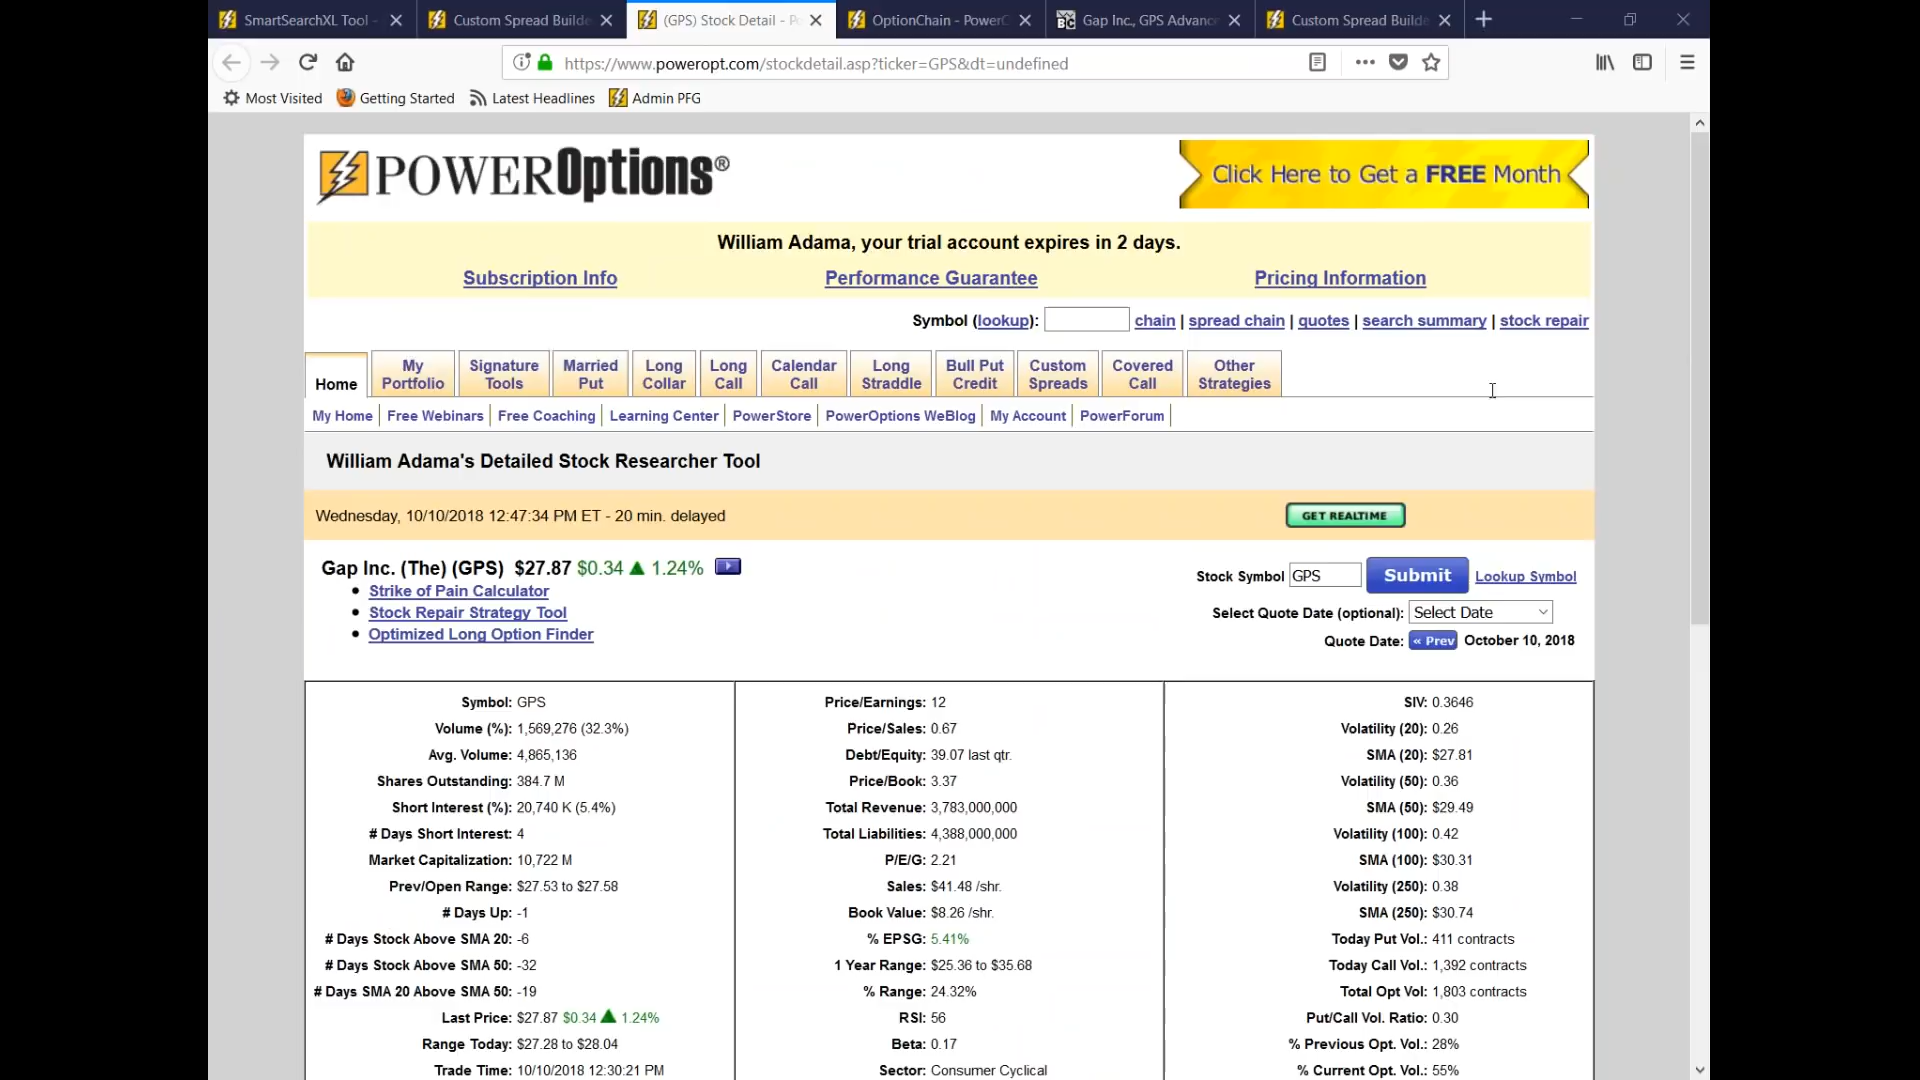 SmartSearchXL Tool -
Custom Spread Builde
(GPS) Stock Detail - P
OptionChain - PowerO
Gap Inc., GPS Advanc
Custom Spread Builde
https://www.poweropt.com/stockdetail.asp?ticker=GPS&dt=undefined
Most Visited Getting Started Latest Headlines Admin PFG
POWEROptions®
Click Here to Get a FREE Month
William Adama, your trial account expires in 2 days.
Subscription Info Performance Guarantee Pricing Information
Symbol (lookup): chain | spread chain | quotes | search summary | stock repair
Home
My Portfolio
Signature Tools
Married Put
Long Collar
Long Call
Calendar Call
Long Straddle
Bull Put Credit
Custom Spreads
Covered Call
Other Strategies
My Home | Free Webinars | Free Coaching | Learning Center | PowerStore | PowerOptions WeBlog | My Account | PowerForum |
William Adama's Detailed Stock Researcher Tool
Wednesday, 10/10/2018 12:47:34 PM ET - 20 min. delayed
GET REALTIME
Gap Inc. (The) (GPS) $27.87 $0.34 ▲ 1.24%
• Strike of Pain Calculator
• Stock Repair Strategy Tool
• Optimized Long Option Finder
Stock Symbol GPS Submit Lookup Symbol
Select Quote Date (optional): Select Date
Quote Date: « Prev October 10, 2018
Symbol: GPS
Volume (%): 1,569,276 (32.3%)
Avg. Volume: 4,865,136
Shares Outstanding: 384.7 M
Short Interest (%): 20,740 K (5.4%)
# Days Short Interest: 4
Market Capitalization: 10,722 M
Prev/Open Range: $27.53 to $27.58
# Days Up: -1
# Days Stock Above SMA 20: -6
# Days Stock Above SMA 50: -32
# Days SMA 20 Above SMA 50: -19
Last Price: $27.87 $0.34 ▲ 1.24%
Range Today: $27.28 to $28.04
Trade Time: 10/10/2018 12:30:21 PM
Price/Earnings: 12
Price/Sales: 0.67
Debt/Equity: 39.07 last qtr.
Price/Book: 3.37
Total Revenue: 3,783,000,000
Total Liabilities: 4,388,000,000
P/E/G: 2.21
Sales: $41.48 /shr.
Book Value: $8.26 /shr.
% EPSG: 5.41%
1 Year Range: $25.36 to $35.68
% Range: 24.32%
RSI: 56
Beta: 0.17
Sector: Consumer Cyclical
SIV: 0.3646
Volatility (20): 0.26
SMA (20): $27.81
Volatility (50): 0.36
SMA (50): $29.49
Volatility (100): 0.42
SMA (100): $30.31
Volatility (250): 0.38
SMA (250): $30.74
Today Put Vol.: 411 contracts
Today Call Vol.: 1,392 contracts
Total Opt Vol: 1,803 contracts
Put/Call Vol. Ratio: 0.30
% Previous Opt. Vol.: 28%
% Current Opt. Vol.: 55%